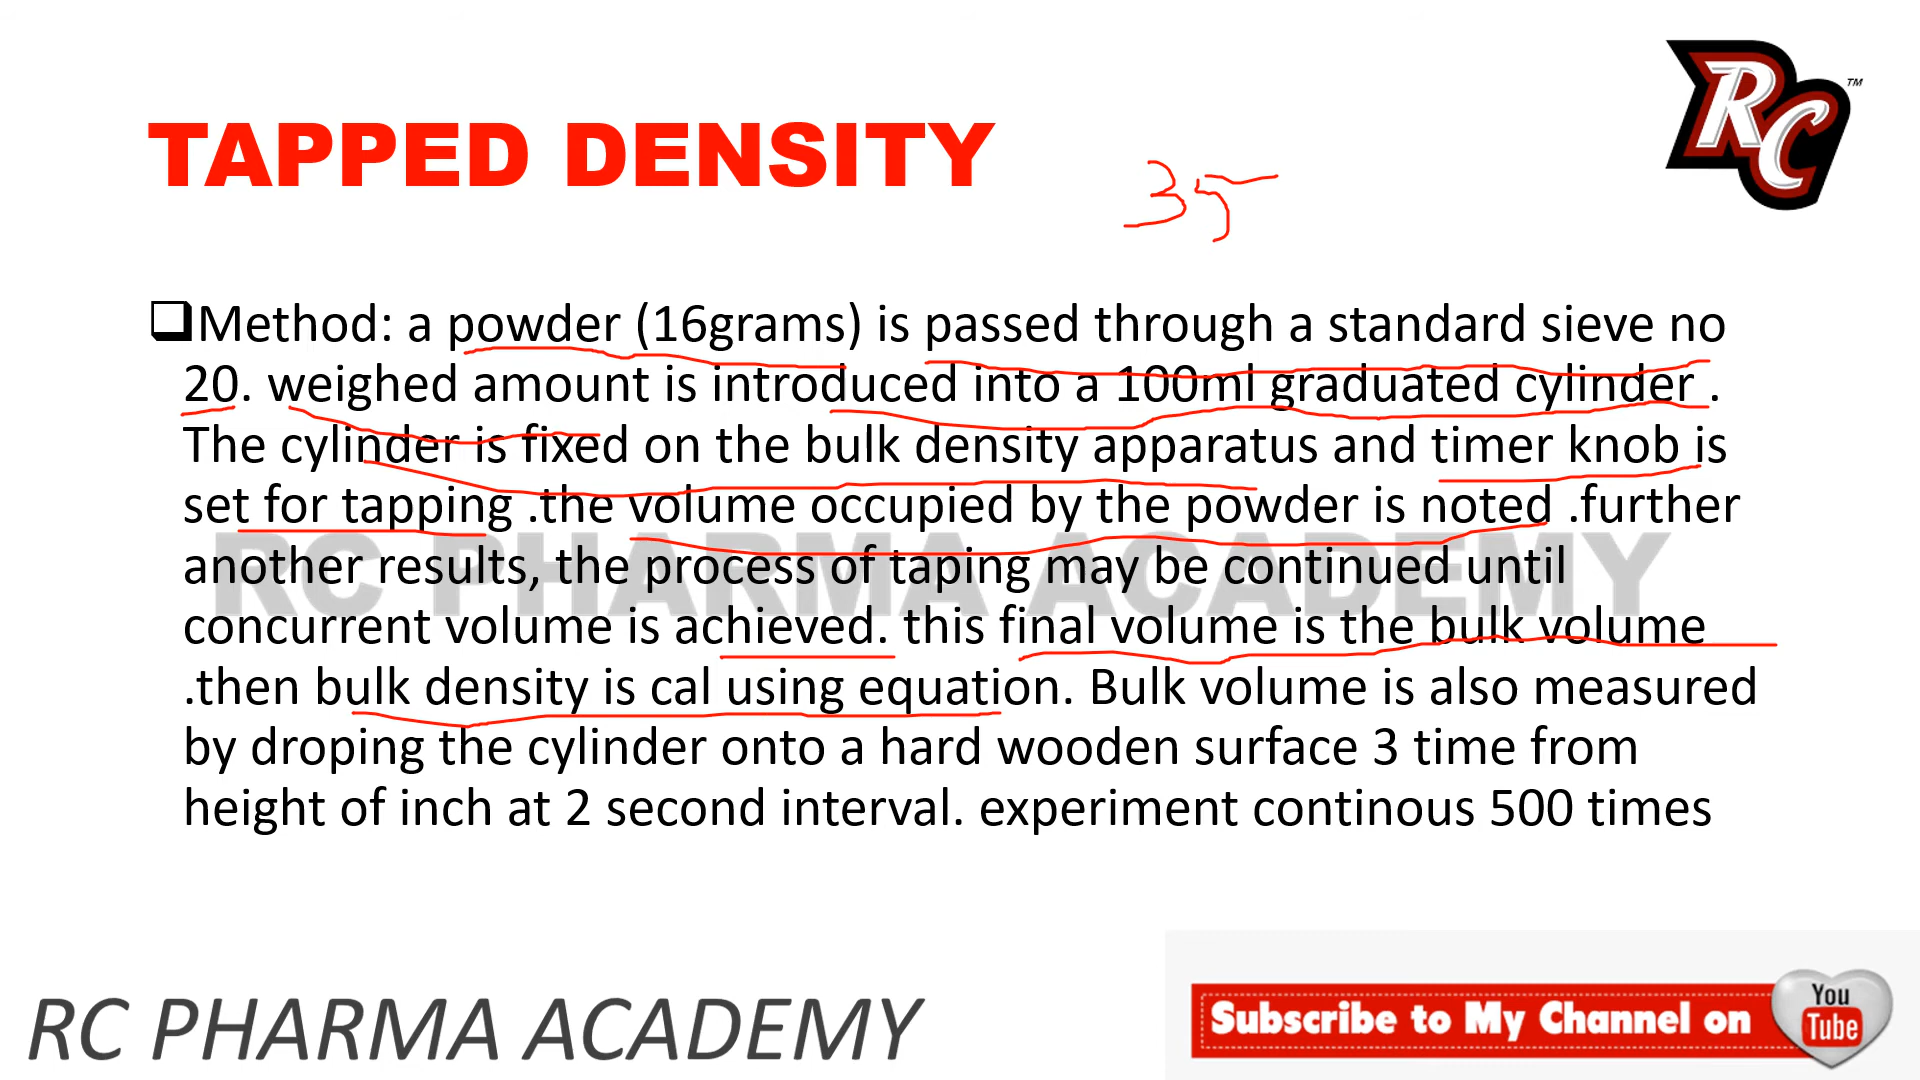 RC™
TAPPED DENSITY
35
❑Method: a powder (16grams) is passed through a standard sieve no
20. weighed amount is introduced into a 100ml graduated cylinder .
The cylinder is fixed on the bulk density apparatus and timer knob is
set for tapping .the volume occupied by the powder is noted .further
another results, the process of taping may be continued until
concurrent volume is achieved. this final volume is the bulk volume
.then bulk density is cal using equation. Bulk volume is also measured
by droping the cylinder onto a hard wooden surface 3 time from
height of inch at 2 second interval. experiment continous 500 times
RC PHARMA ACADEMY
RC PHARMA ACADEMY
Subscribe to My Channel on
You
Tube